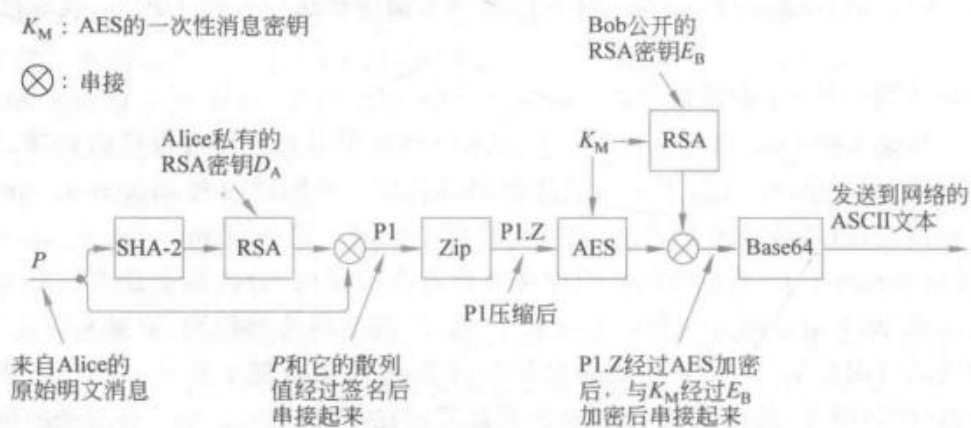 K_M：AES的一次性消息密钥
⊗：串接
Bob公开的
RSA密钥E_B
Alice私有的
RSA密钥D_A
K_M
RSA
发送到网络的
ASCII文本
P
SHA-2
RSA
P1
Zip
P1.Z
AES
Base64
P1压缩后
来自Alice的
原始明文消息
P和它的散列
值经过签名后
串接起来
P1.Z经过AES加密
后，与K_M经过E_B
加密后串接起来